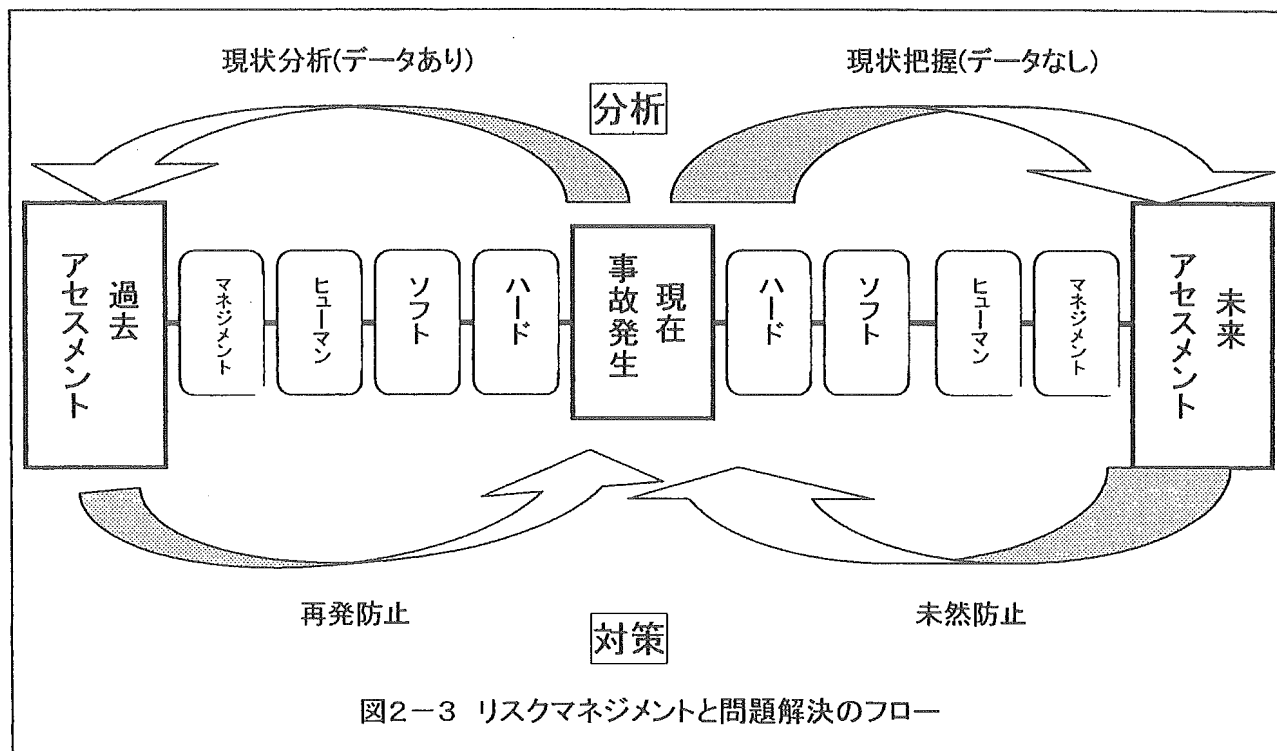 現状分析(データあり)
現状把握(データなし)
分析
過去
アセスメント
マネジメント
ヒューマン
ソフト
ハード
現在
事故発生
ハード
ソフト
ヒューマン
マネジメント
未来
アセスメント
再発防止
未然防止
対策
図2－3 リスクマネジメントと問題解決のフロー